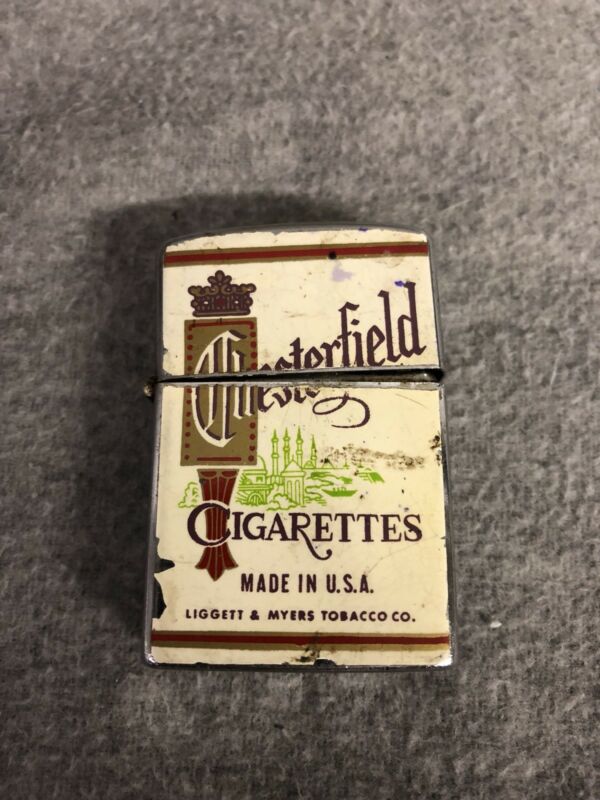 Chesterfield
CIGARETTES
MADE IN U.S.A.
LIGGETT & MYERS TOBACCO CO.